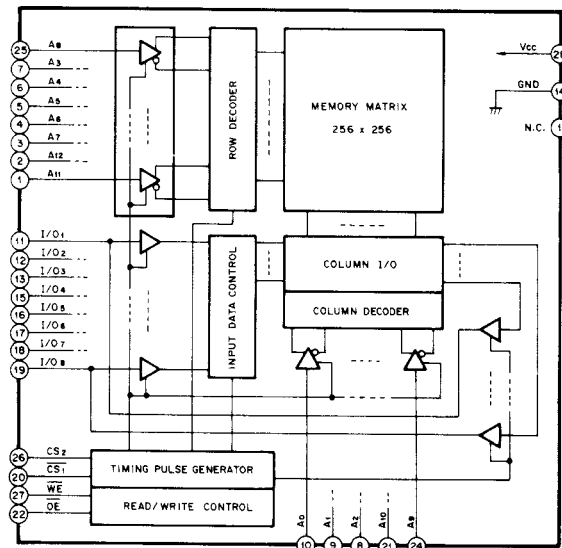 25 A8
7 A3
6 A4
5 A5
4 A6
3 A7
2 A12
1 A11
ROW DECODER
MEMORY MATRIX
256 x 256
Vcc
GND 14
N.C.
11 I/O1
12 I/O2
13 I/O3
15 I/O4
16 I/O5
17 I/O6
18 I/O7
19 I/O8
INPUT DATA CONTROL
COLUMN I/O
COLUMN DECODER
26 CS2
20 CS1
27 WE
22 OE
TIMING PULSE GENERATOR
READ/WRITE CONTROL
A0 A1 A2 A10 A9
10 9 8 21 24